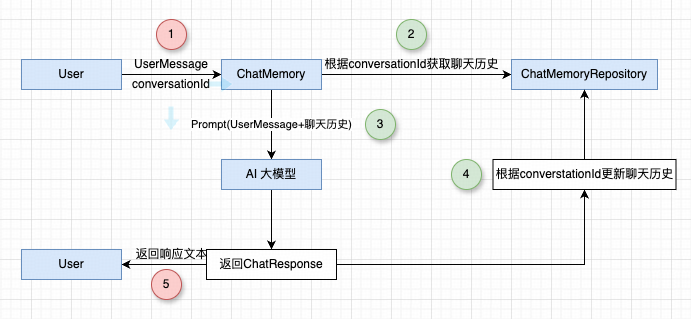 1
2
UserMessage
根据conversationId获取聊天历史
User
ChatMemory
ChatMemoryRepository
conversationId
Prompt(UserMessage+聊天历史)
3
AI 大模型
4
根据converstationId更新聊天历史
返回响应文本
User
返回ChatResponse
5